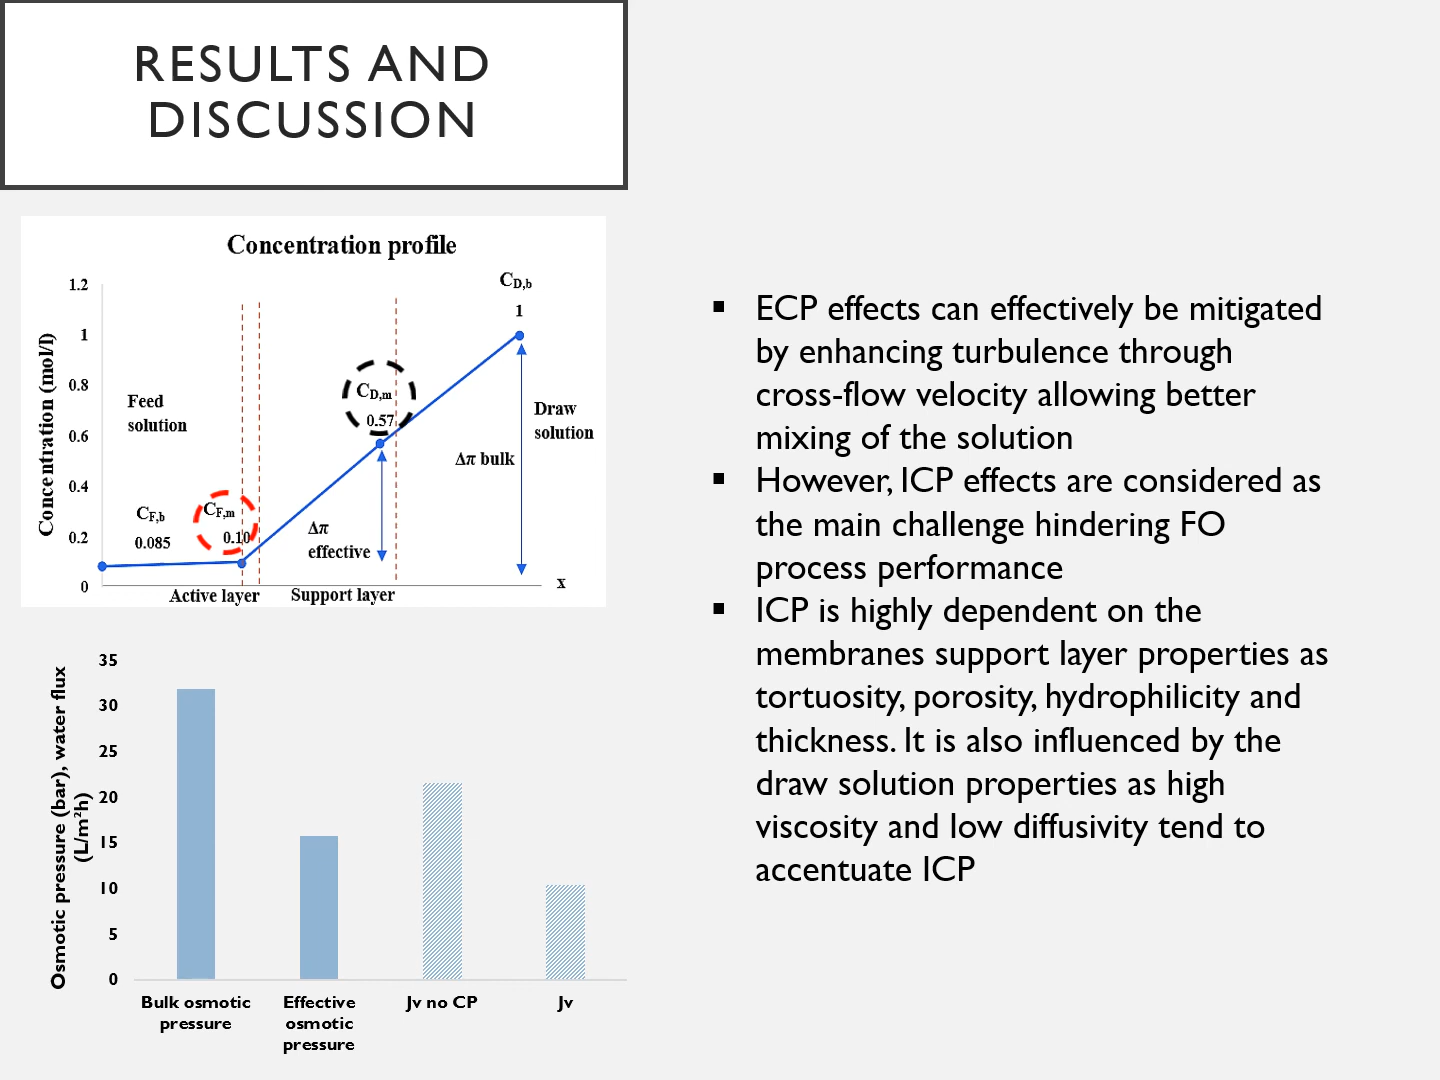 RESULTS AND
DISCUSSION
Concentration profile
Concentration (mol/l)
1.2
1
0.8
0.6
0.4
0.2
0
Feed
solution
C_F,b
0.085
C_F,m
0.10
C_D,m
0.57
C_D,b
1
Draw
solution
Δπ bulk
Δπ
effective
x
Active layer
Support layer
Osmotic pressure (bar), water flux
(L/m²h)
35
30
25
20
15
10
5
0
Bulk osmotic
pressure
Effective
osmotic
pressure
Jv no CP
Jv
▪ ECP effects can effectively be mitigated
by enhancing turbulence through
cross-flow velocity allowing better
mixing of the solution
▪ However, ICP effects are considered as
the main challenge hindering FO
process performance
▪ ICP is highly dependent on the
membranes support layer properties as
tortuosity, porosity, hydrophilicity and
thickness. It is also influenced by the
draw solution properties as high
viscosity and low diffusivity tend to
accentuate ICP